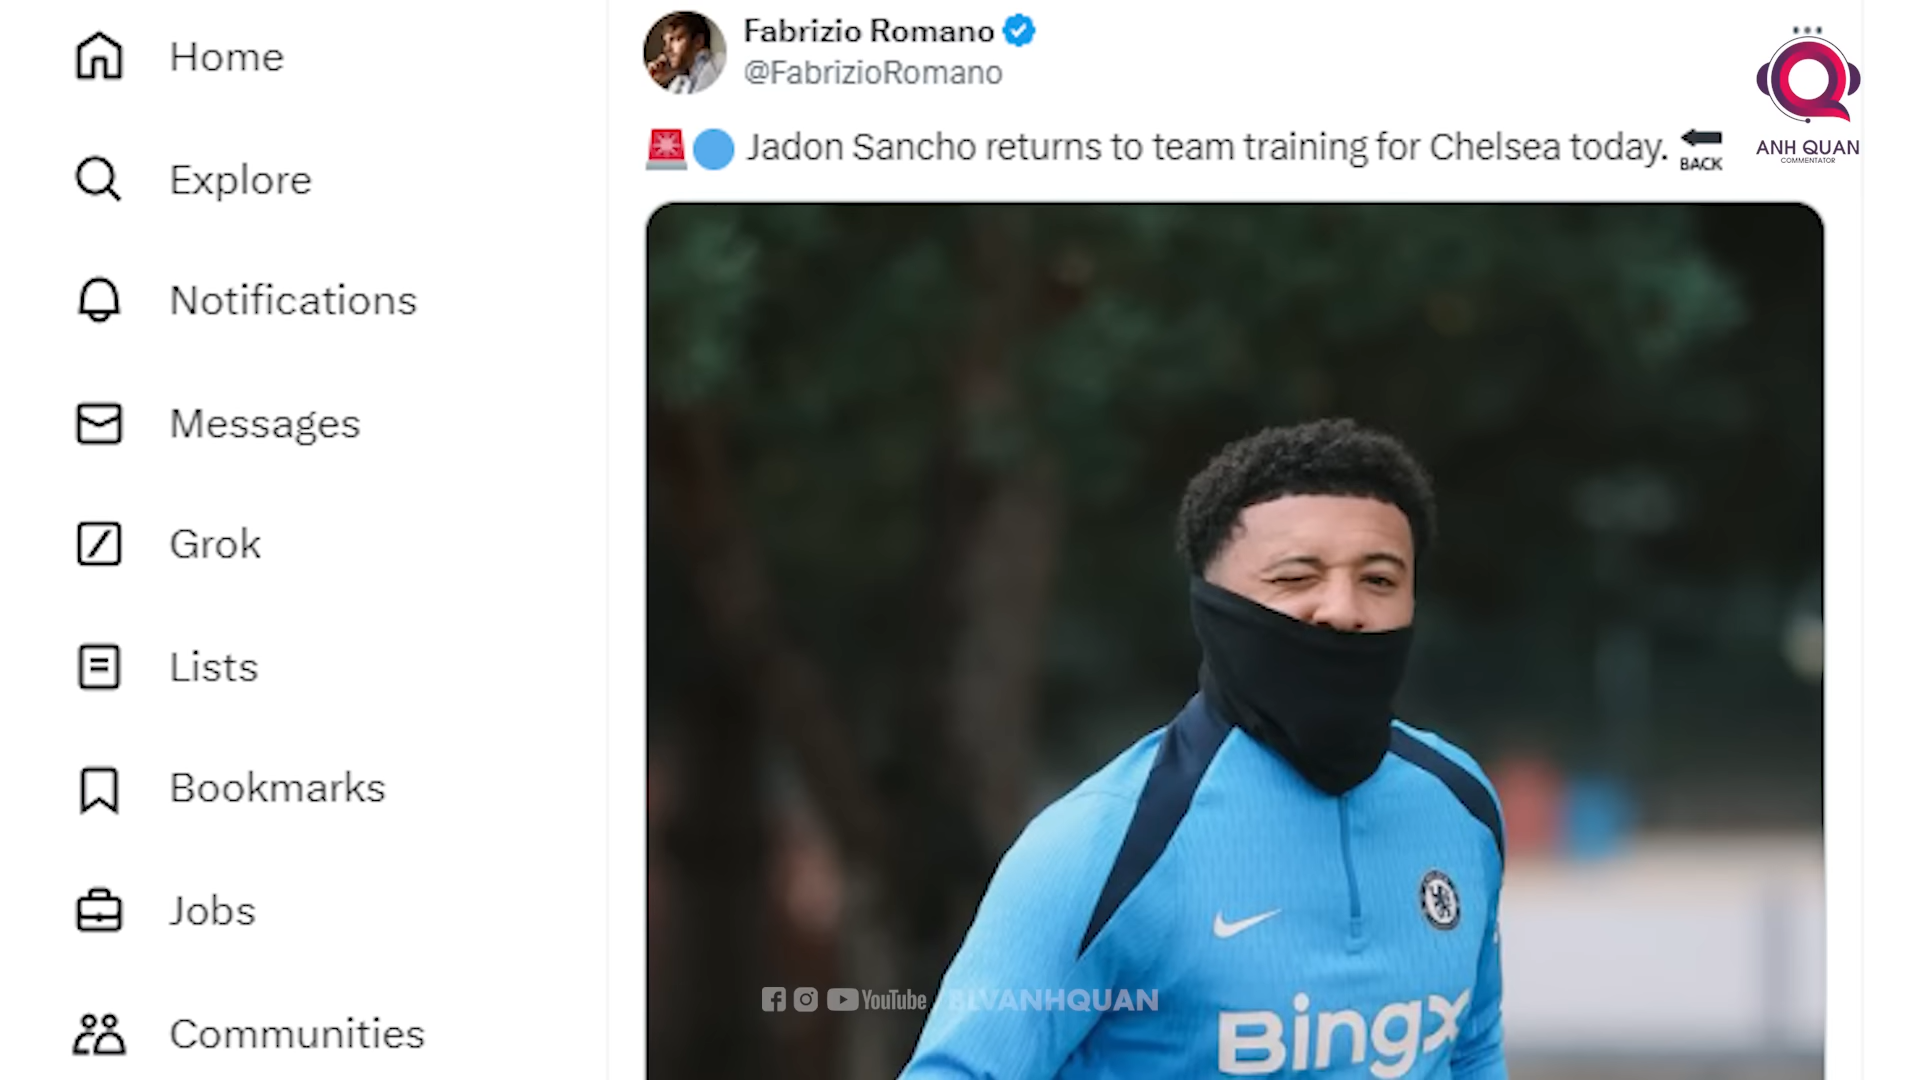 Home
Explore
Notifications
Messages
Grok
Lists
Bookmarks
Jobs
Communities
Fabrizio Romano
@FabrizioRomano
Jadon Sancho returns to team training for Chelsea today.
BACK
ANH QUAN
COMMENTATOR
BingX
YouTube / BLVANHQUAN